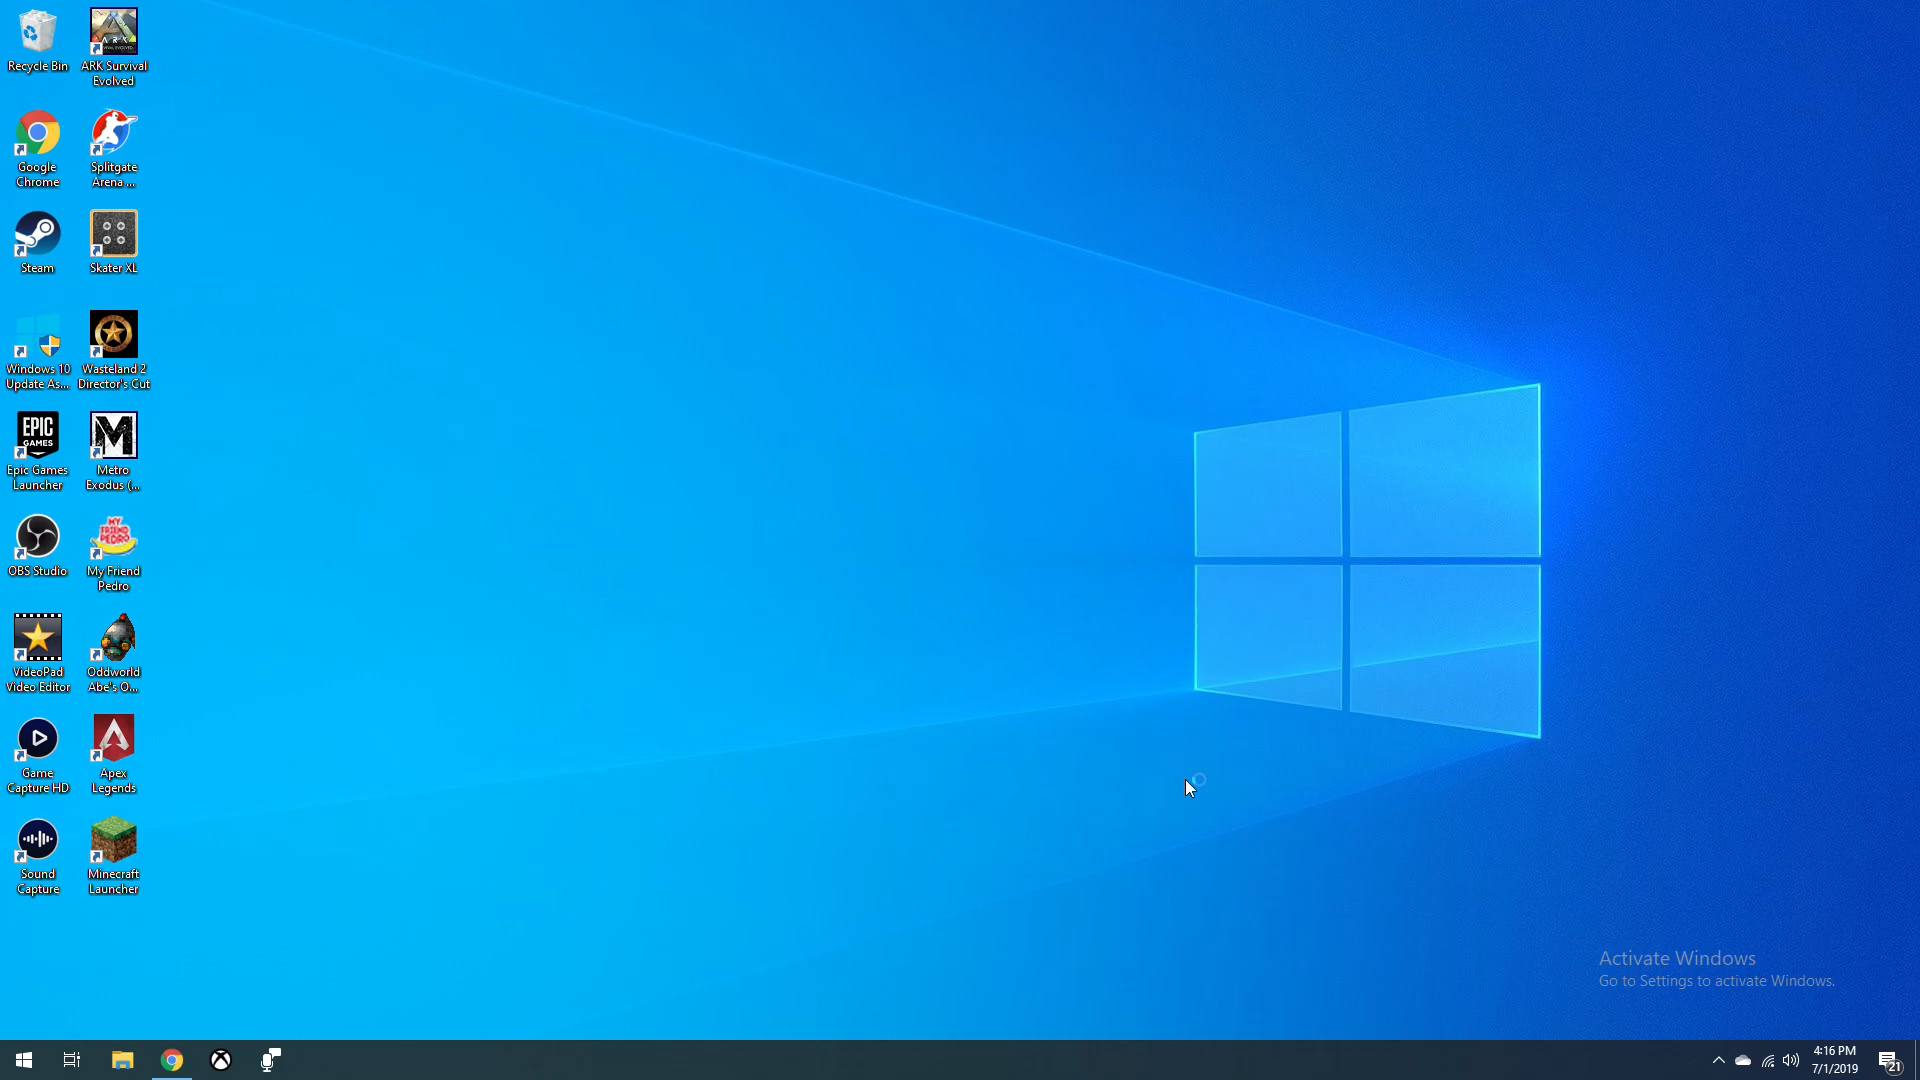 Recycle Bin
ARK Survival
Evolved
Google
Chrome
Splitgate
Arena ...
Steam
Skater XL
Windows 10
Update As...
Wasteland 2
Director's Cut
EPIC
GAMES
Epic Games
Launcher
M
Metro
Exodus (...
OBS Studio
MY
FRIEND
PEDRO
My Friend
Pedro
VideoPad
Video Editor
Oddworld
Abe's O...
Game
Capture HD
Apex
Legends
Sound
Capture
Minecraft
Launcher
Activate Windows
Go to Settings to activate Windows.
4:16 PM
7/1/2019
21